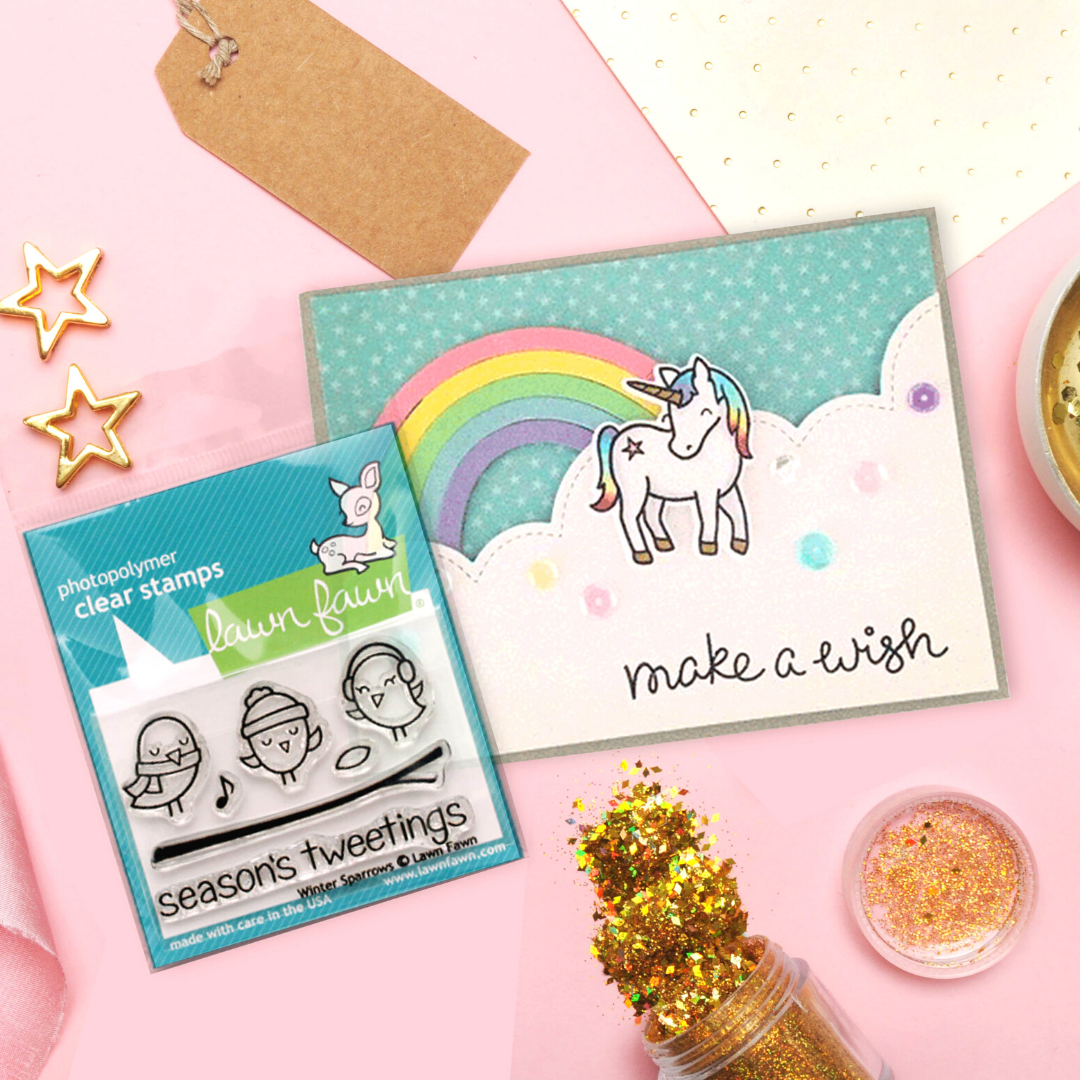 photopolymer
clear stamps
lawn fawn
®
season's tweetings
Winter Sparrows © Lawn Fawn
www.lawnfawn.com
made with care in the USA
make a wish